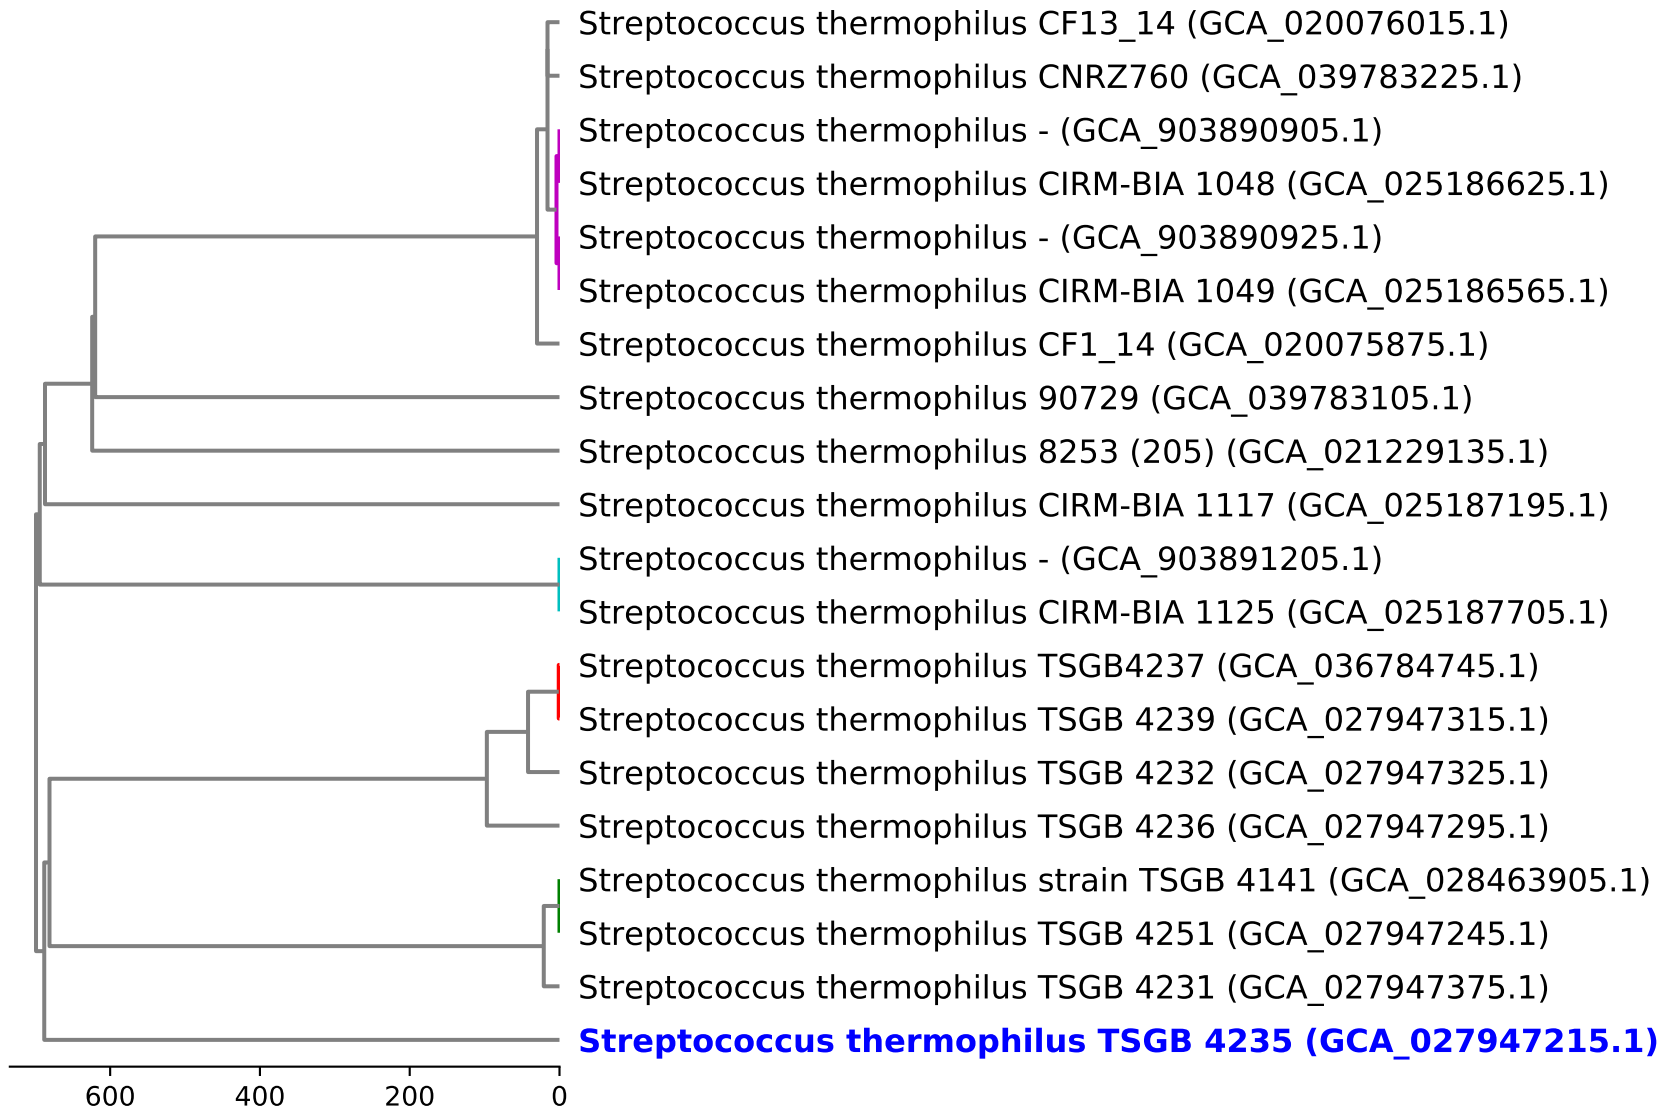 Streptococcus thermophilus CF13_14 (GCA_020076015.1)
Streptococcus thermophilus CNRZ760 (GCA_039783225.1)
Streptococcus thermophilus - (GCA_903890905.1)
Streptococcus thermophilus CIRM-BIA 1048 (GCA_025186625.1)
Streptococcus thermophilus - (GCA_903890925.1)
Streptococcus thermophilus CIRM-BIA 1049 (GCA_025186565.1)
Streptococcus thermophilus CF1_14 (GCA_020075875.1)
Streptococcus thermophilus 90729 (GCA_039783105.1)
Streptococcus thermophilus 8253 (205) (GCA_021229135.1)
Streptococcus thermophilus CIRM-BIA 1117 (GCA_025187195.1)
Streptococcus thermophilus - (GCA_903891205.1)
Streptococcus thermophilus CIRM-BIA 1125 (GCA_025187705.1)
Streptococcus thermophilus TSGB4237 (GCA_036784745.1)
Streptococcus thermophilus TSGB 4239 (GCA_027947315.1)
Streptococcus thermophilus TSGB 4232 (GCA_027947325.1)
Streptococcus thermophilus TSGB 4236 (GCA_027947295.1)
Streptococcus thermophilus strain TSGB 4141 (GCA_028463905.1)
Streptococcus thermophilus TSGB 4251 (GCA_027947245.1)
Streptococcus thermophilus TSGB 4231 (GCA_027947375.1)
Streptococcus thermophilus TSGB 4235 (GCA_027947215.1)
600 400 200 0